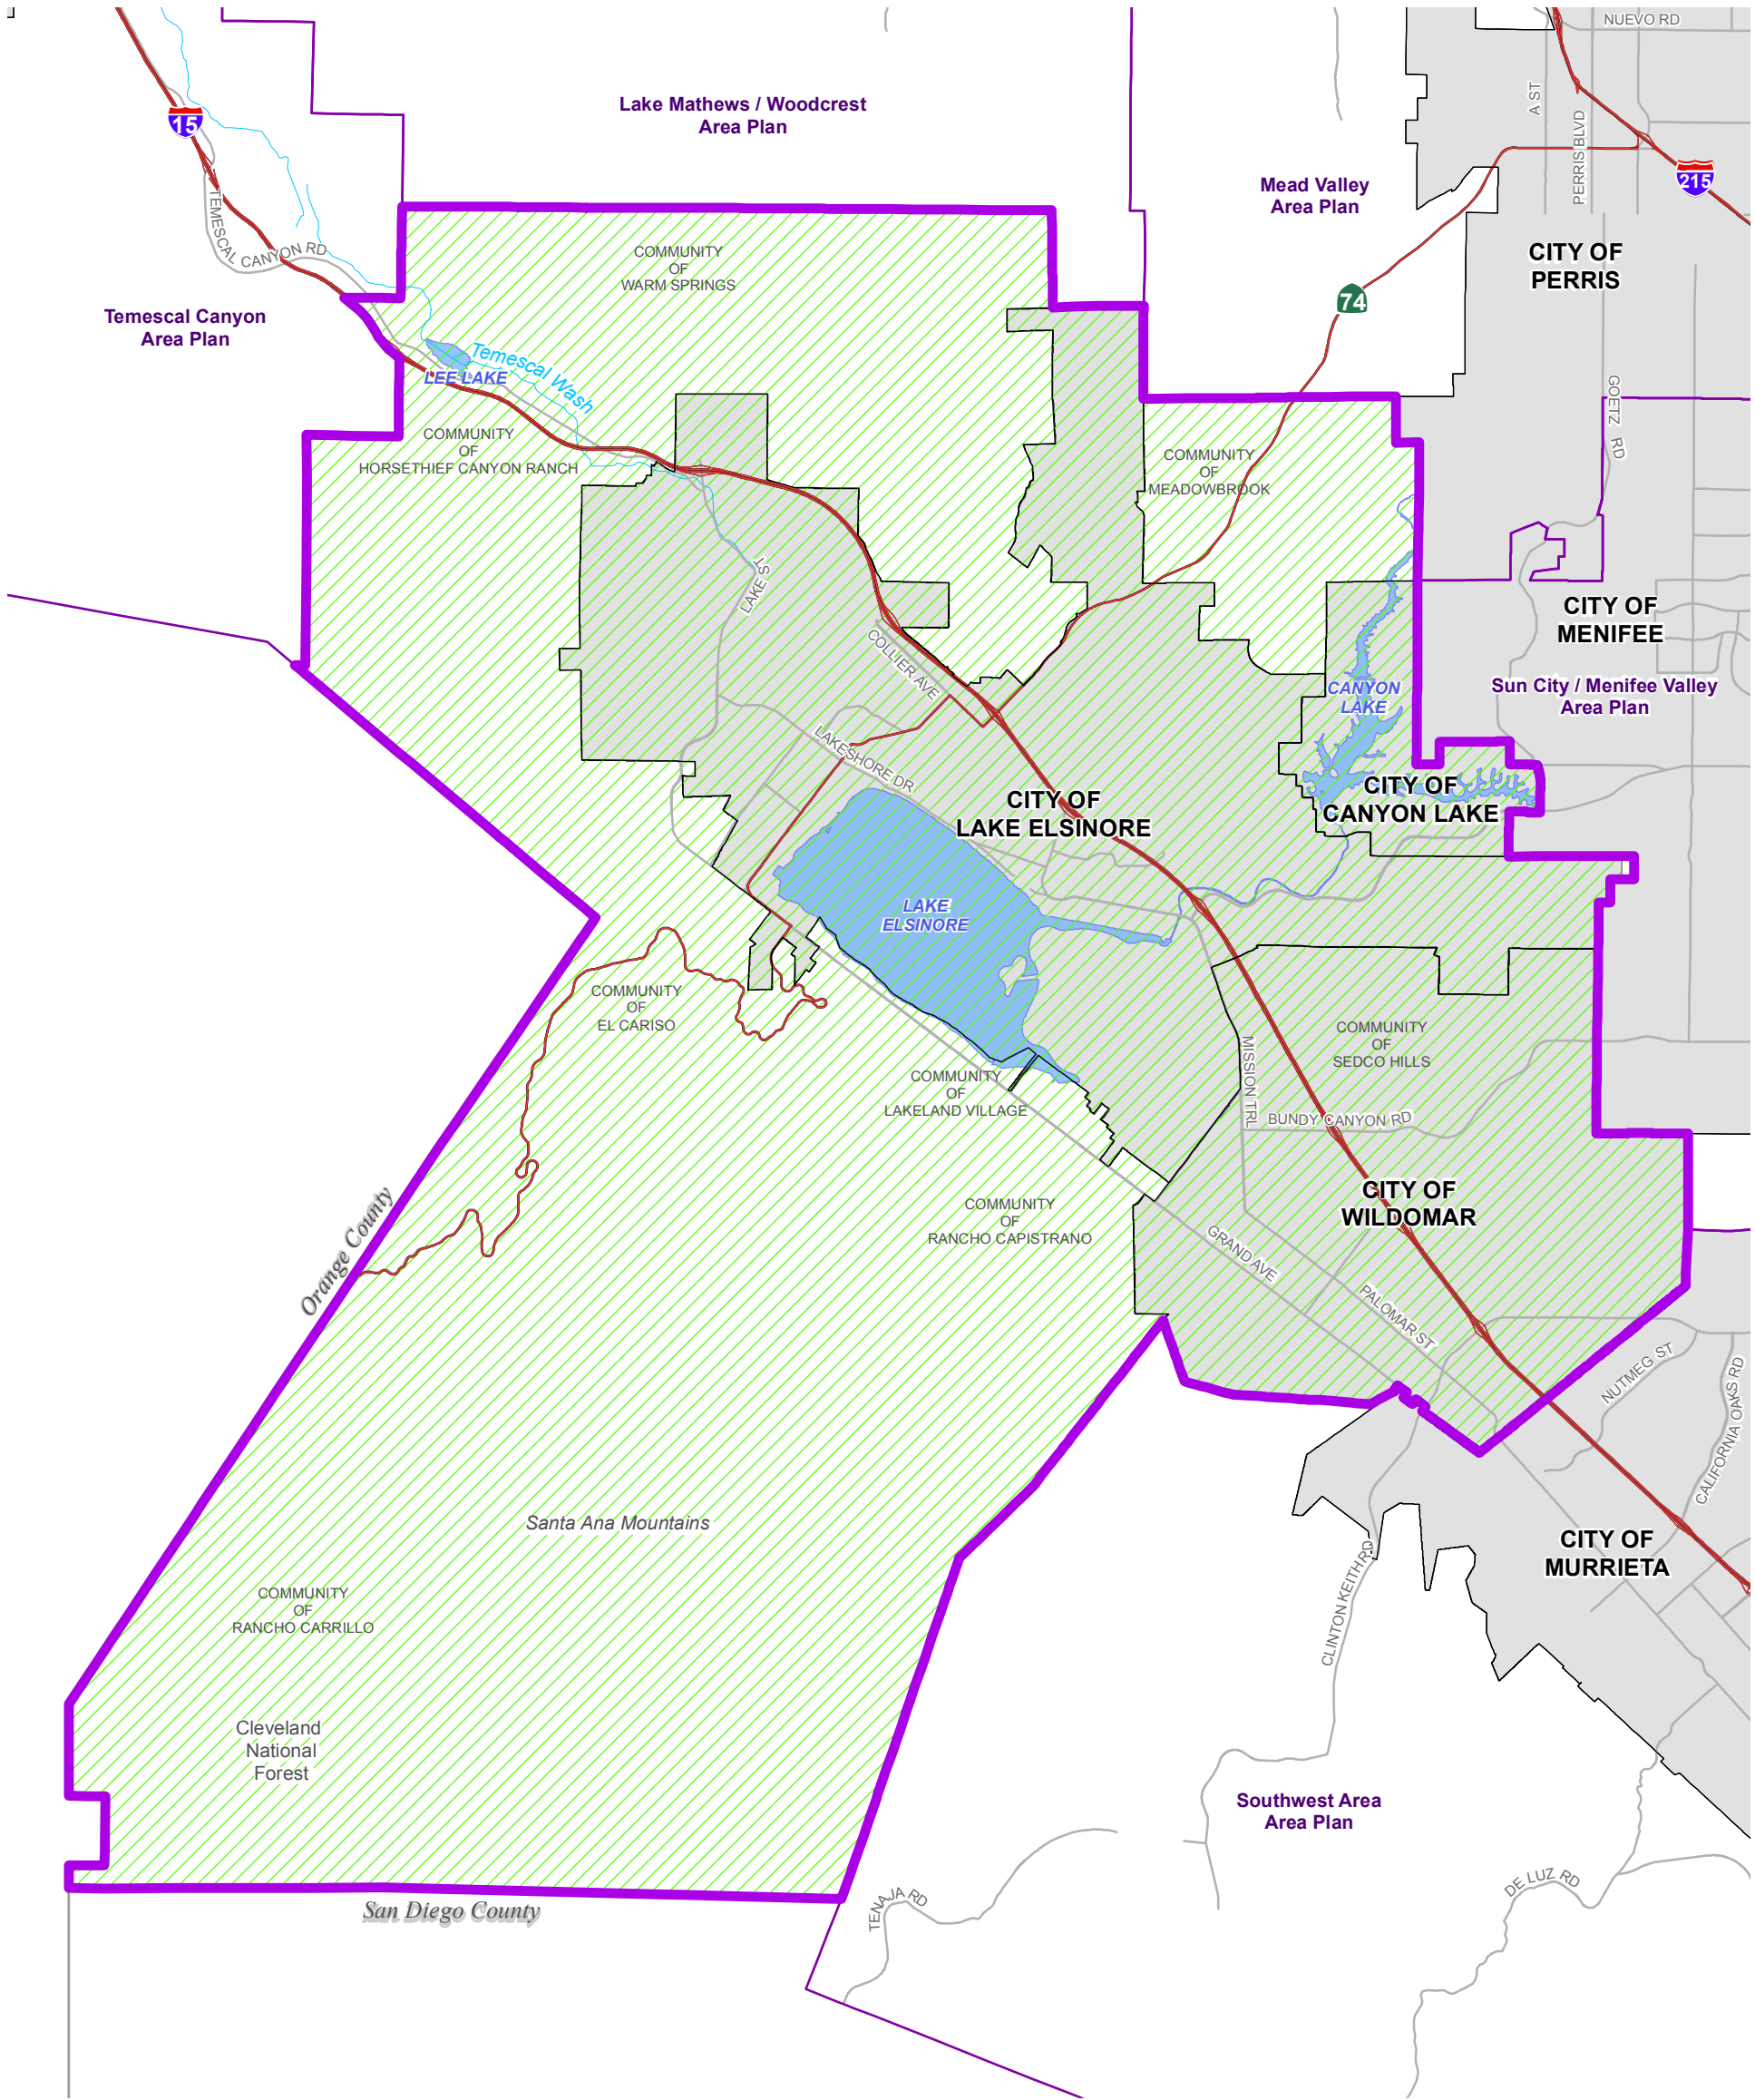 NUEVO RD
15
Lake Mathews / Woodcrest
Area Plan
A ST
PERRIS BLVD
Mead Valley
Area Plan
215
TEMESCAL CANYON RD
COMMUNITY
OF
WARM SPRINGS
CITY OF
PERRIS
74
Temescal Canyon
Area Plan
Temescal Wash
LEE LAKE
GOETZ RD
COMMUNITY
OF
HORSETHIEF CANYON RANCH
COMMUNITY
OF
MEADOWBROOK
LAKE ST
CITY OF
MENIFEE
COLLIER AVE
CANYON
LAKE
Sun City / Menifee Valley
Area Plan
LAKESHORE DR
CITY OF
LAKE ELSINORE
CITY OF
CANYON LAKE
LAKE
ELSINORE
COMMUNITY
OF
EL CARISO
COMMUNITY
OF
SEDCO HILLS
MISSION TRL
COMMUNITY
OF
LAKELAND VILLAGE
BUNDY CANYON RD
Orange County
COMMUNITY
OF
RANCHO CAPISTRANO
CITY OF
WILDOMAR
GRAND AVE
PALOMAR ST
NUTMEG ST
CALIFORNIA OAKS RD
Santa Ana Mountains
CITY OF
MURRIETA
CLINTON KEITH RD
COMMUNITY
OF
RANCHO CARRILLO
Cleveland
National
Forest
Southwest Area
Area Plan
San Diego County
TENAJA RD
DE LUZ RD